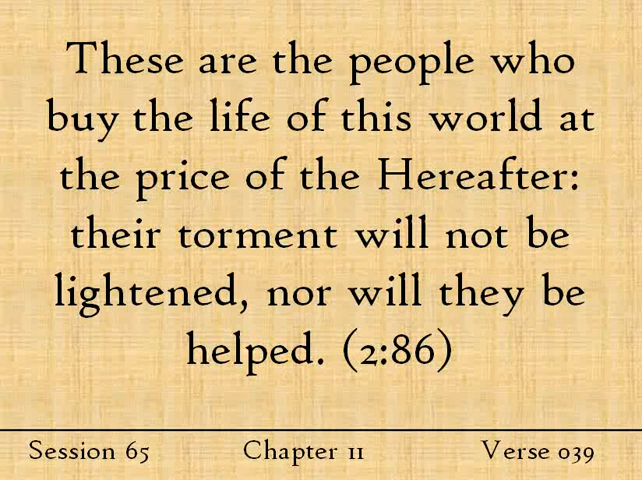 These are the people who
buy the life of this world at
the price of the Hereafter:
their torment will not be
lightened, nor will they be
helped. (2:86)
Session 65 Chapter 11 Verse 039